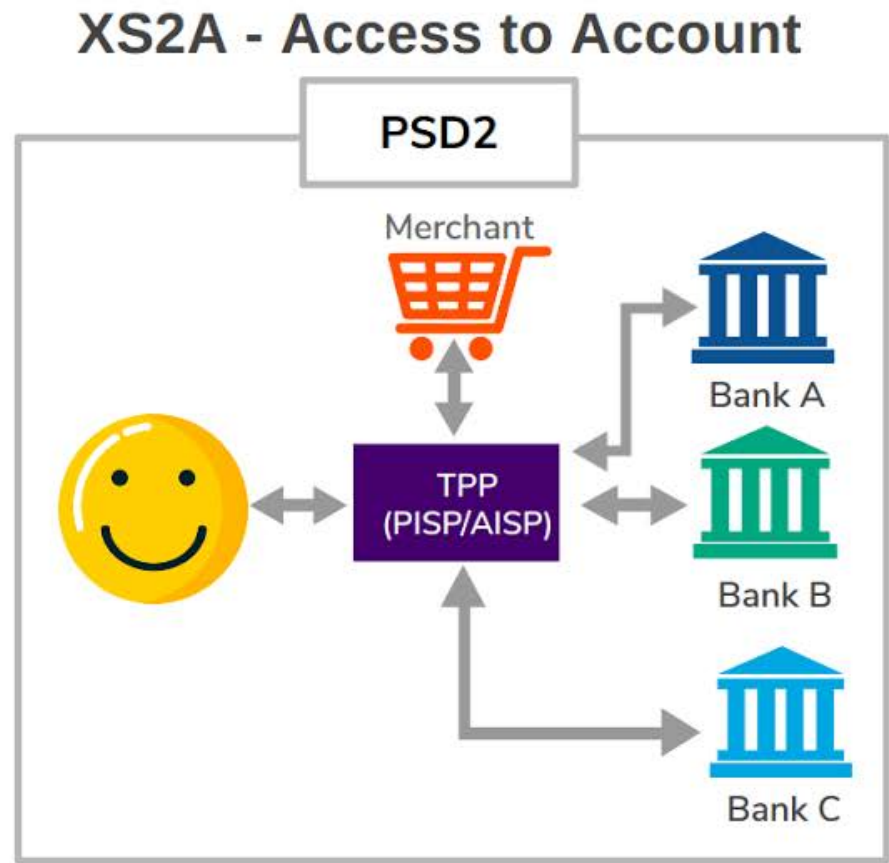 XS2A - Access to Account
PSD2
Merchant
Bank A
TPP
(PISP/AISP)
Bank B
Bank C